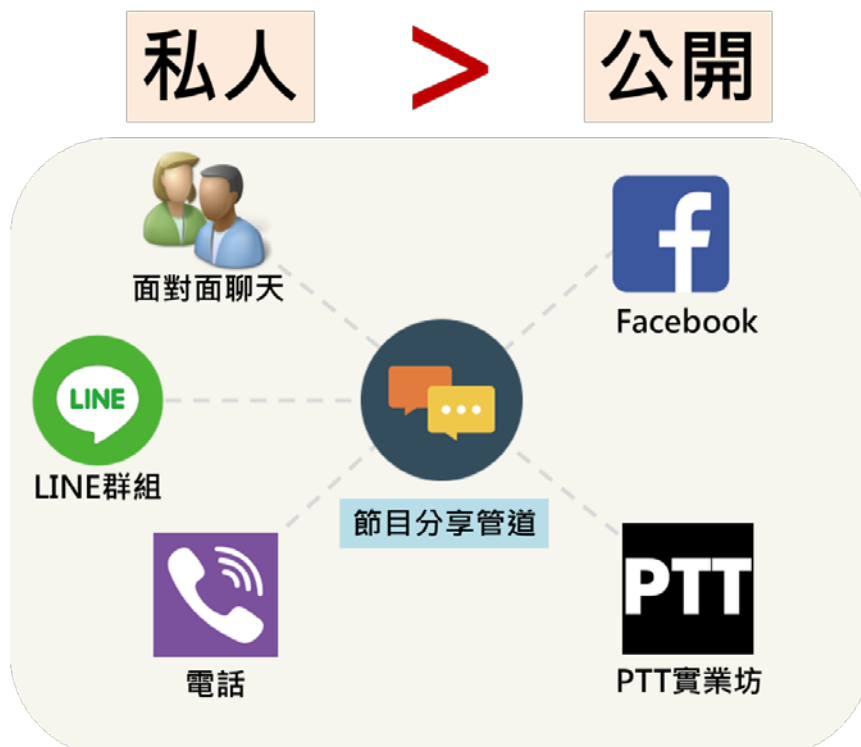 私人 > 公開
面對面聊天
Facebook
LINE
LINE群組
節目分享管道
電話
PTT
PTT實業坊